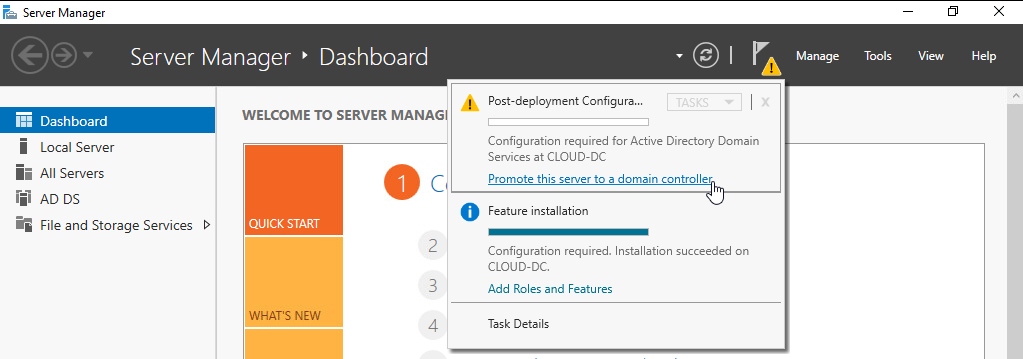 Server Manager
Server Manager ‣ Dashboard
Manage Tools View Help
Dashboard
Local Server
All Servers
AD DS
File and Storage Services
WELCOME TO SERVER MANAG
QUICK START
WHAT'S NEW
1
2
3
4
Post-deployment Configura...
TASKS
X
Configuration required for Active Directory Domain
Services at CLOUD-DC
Promote this server to a domain controller
Feature installation
Configuration required. Installation succeeded on
CLOUD-DC.
Add Roles and Features
Task Details